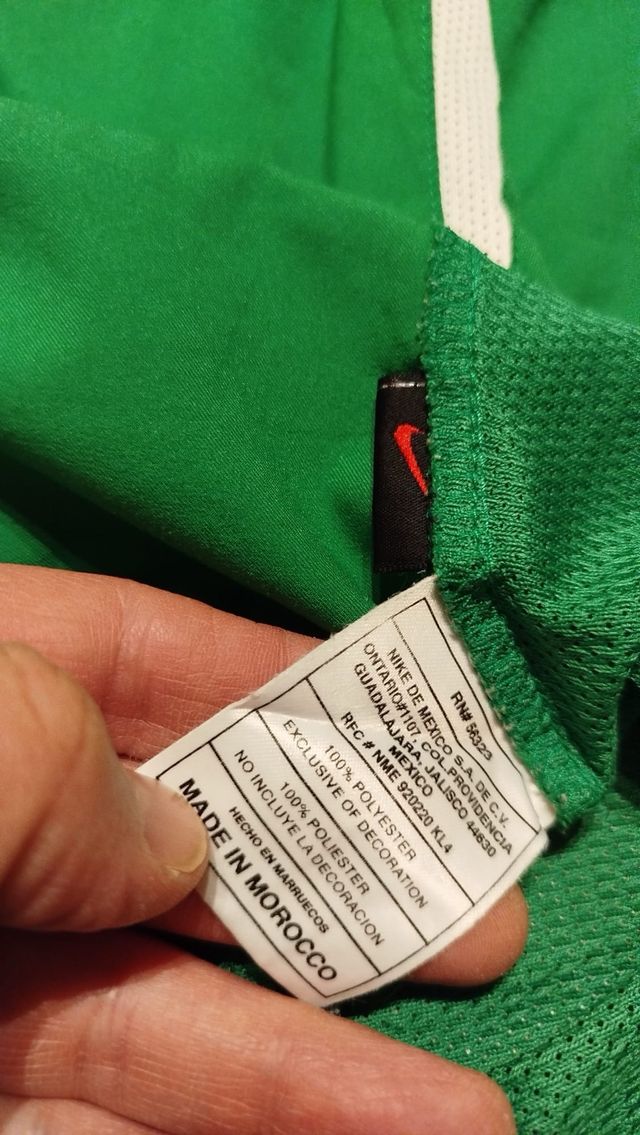 RN# 56323
NIKE DE MEXICO S.A. DE C.V.
ONTARIO#1107, COL. PROVIDENCIA
GUADALAJARA, JALISCO 44630
MEXICO
RFC, # NME 920220 KL4
100% POLYESTER
EXCLUSIVE OF DECORATION
100% POLIESTER
NO INCLUYE LA DECORACION
HECHO EN MARRUECOS
MADE IN MOROCCO